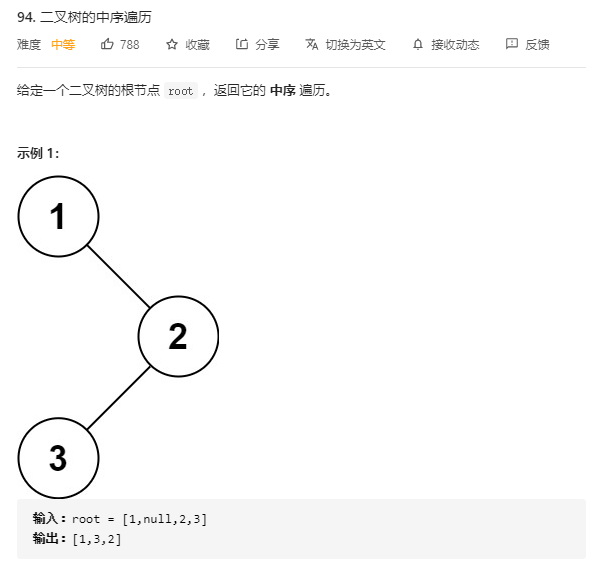 94. 二叉树的中序遍历
难度 中等 788 收藏 分享 切换为英文 接收动态 反馈
给定一个二叉树的根节点 root ，返回它的 中序 遍历。
示例 1：
1
2
3
输入：root = [1,null,2,3]
输出：[1,3,2]